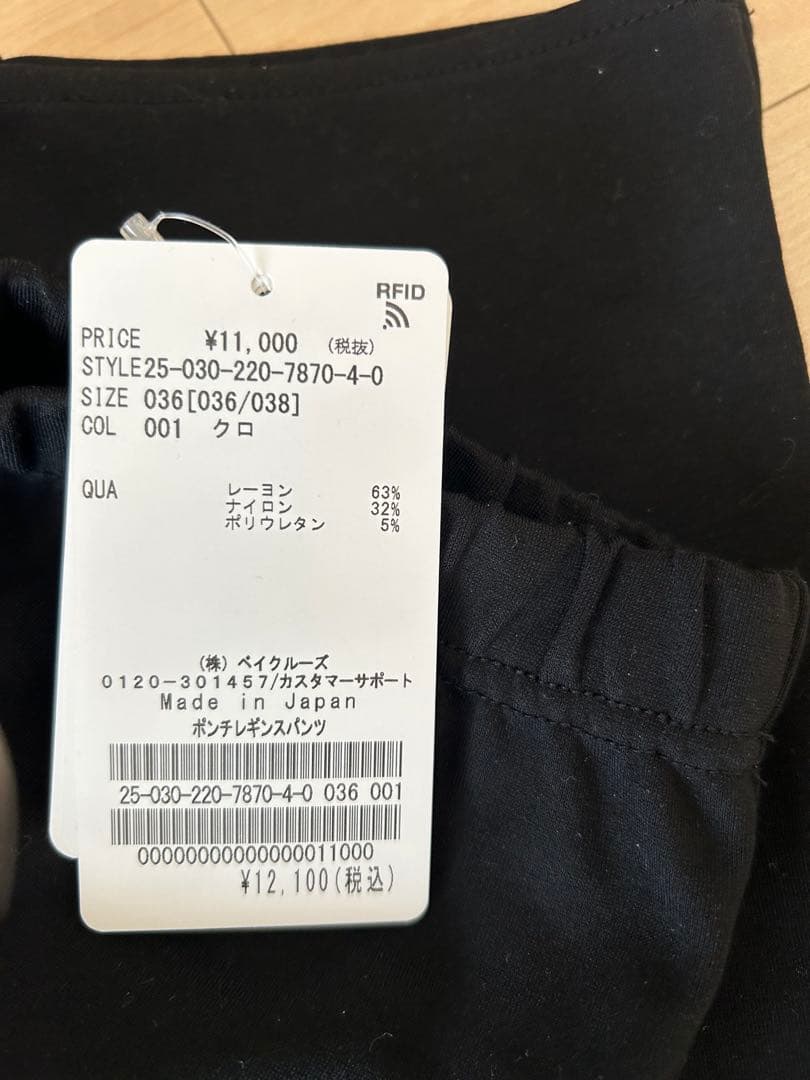 RFID
PRICE ¥11,000 (税抜)
STYLE25-030-220-7870-4-0
SIZE 036[036/038]
COL 001 クロ
QUA レーヨン 63%
ナイロン 32%
ポリウレタン 5%
(株) ベイクルーズ
0120-301457/カスタマーサポート
Made in Japan
ポンチレギンスパンツ
25-030-220-7870-4-0 036 001
00000000000000011000
¥12,100(税込)